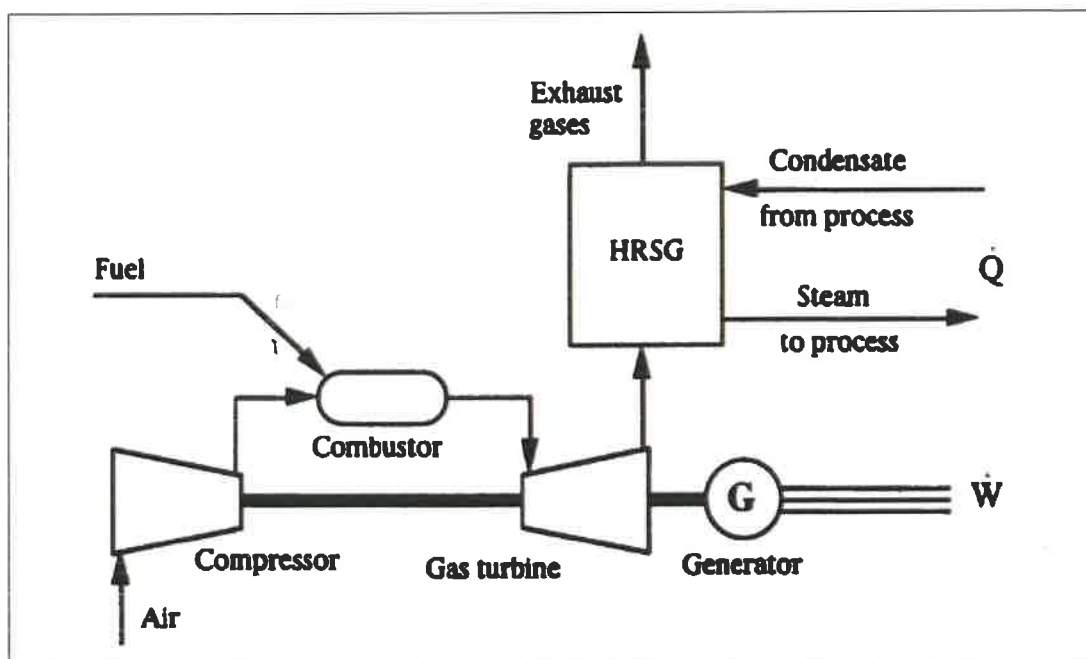 Exhaust
gases
Condensate
from process
HRSG
Q̇
Fuel
Steam
to process
Combustor
G
Ẇ
Compressor
Gas turbine
Generator
Air